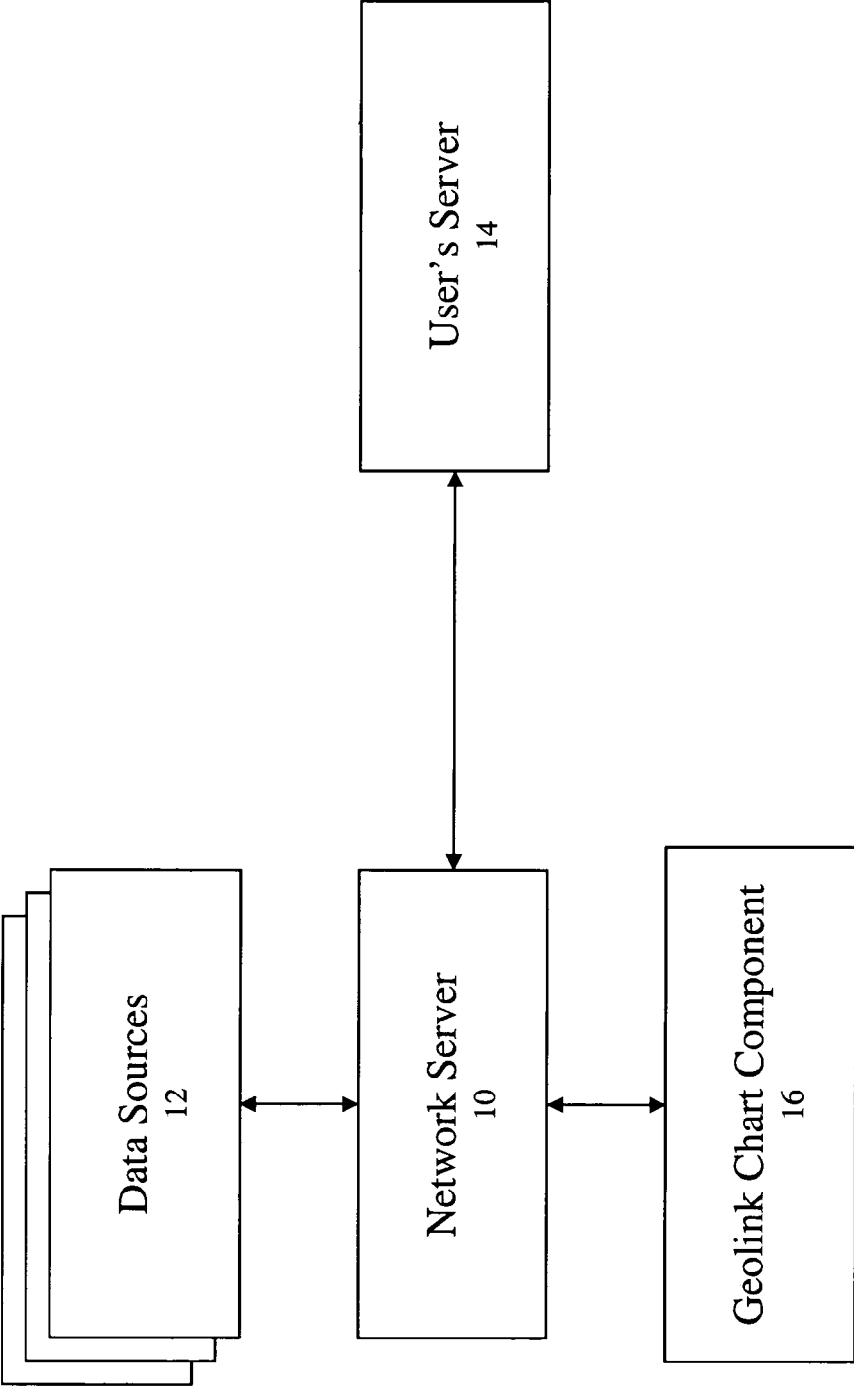 Data Sources
12
Network Server
10
Geolink Chart Component
16
User’s Server
14